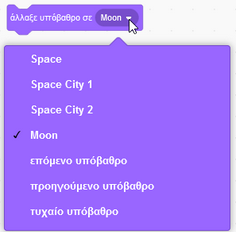 άλλαξε υπόβαθρο σε Moon
Space
Space City 1
Space City 2
✓ Moon
επόμενο υπόβαθρο
προηγούμενο υπόβαθρο
τυχαίο υπόβαθρο